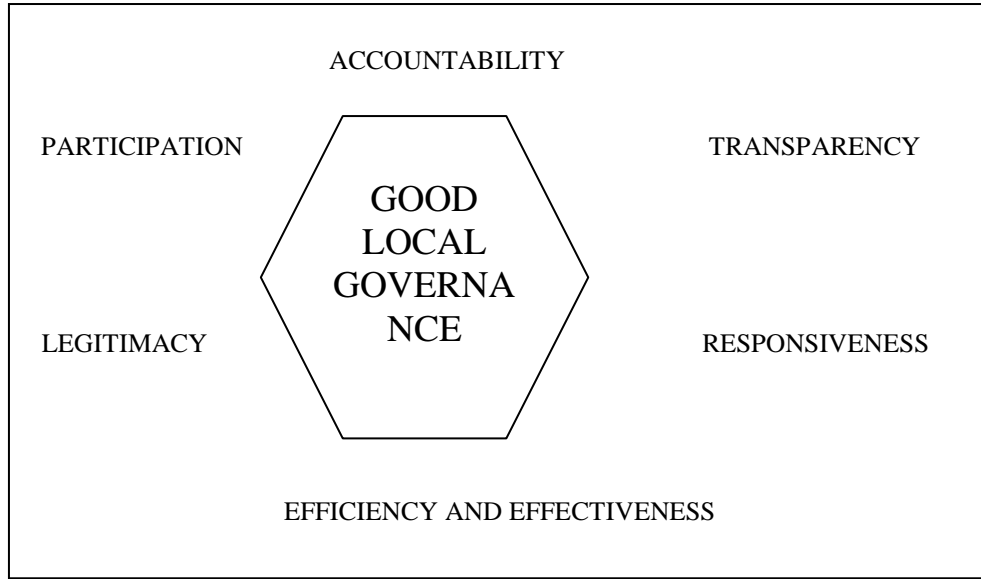 ACCOUNTABILITY
PARTICIPATION
TRANSPARENCY
GOOD
LOCAL
GOVERNA
NCE
LEGITIMACY
RESPONSIVENESS
EFFICIENCY AND EFFECTIVENESS